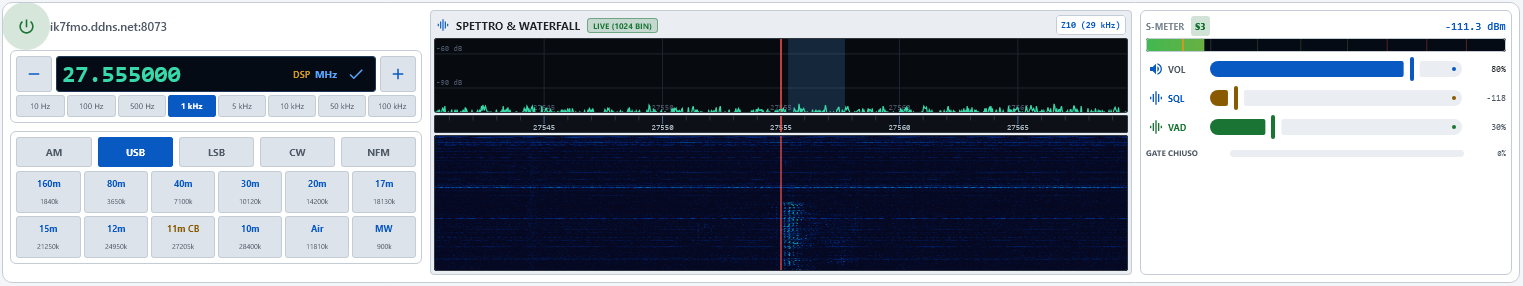 ik7fmo.ddns.net:8073
27.555000 DSP MHz
10 Hz 100 Hz 500 Hz 1 kHz 5 kHz 10 kHz 50 kHz 100 kHz
AM USB LSB CW NFM
160m 80m 40m 30m 20m 17m
1840k 3650k 7100k 10120k 14200k 18130k
15m 12m 11m CB 10m Air MW
21250k 24950k 27205k 28400k 11810k 900k
SPETTRO & WATERFALL LIVE (1024 BIN) Z10 (29 kHz)
-60 dB
-90 dB
27545 27550 27555 27560 27565
S-METER S3 -111.3 dBm
VOL 80%
SQL -118
VAD 30%
GATE CHIUSO 0%